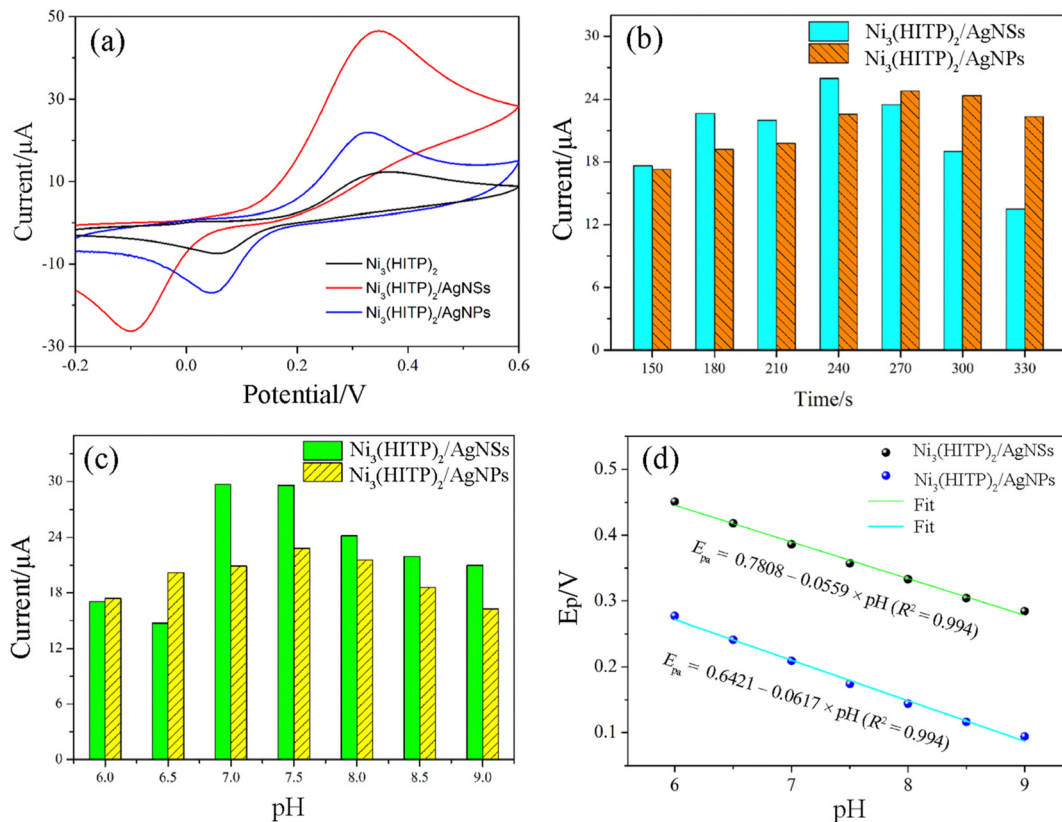 (a)
Current/μA
50
30
10
-10
-30
-0.2 0.0 0.2 0.4 0.6
Potential/V
Ni₃(HITP)₂
Ni₃(HITP)₂/AgNSs
Ni₃(HITP)₂/AgNPs
(b)
Current/μA
30
24
18
12
6
0
150 180 210 240 270 300 330
Time/s
Ni₃(HITP)₂/AgNSs
Ni₃(HITP)₂/AgNPs
(c)
Current/μA
30
24
18
12
6
0
6.0 6.5 7.0 7.5 8.0 8.5 9.0
pH
Ni₃(HITP)₂/AgNSs
Ni₃(HITP)₂/AgNPs
(d)
Ep/V
0.5
0.4
0.3
0.2
0.1
6 7 8 9
pH
Ni₃(HITP)₂/AgNSs
Ni₃(HITP)₂/AgNPs
Fit
Fit
Eₚₐ = 0.7808 – 0.0559 × pH (R² = 0.994)
Eₚₐ = 0.6421 – 0.0617 × pH (R² = 0.994)